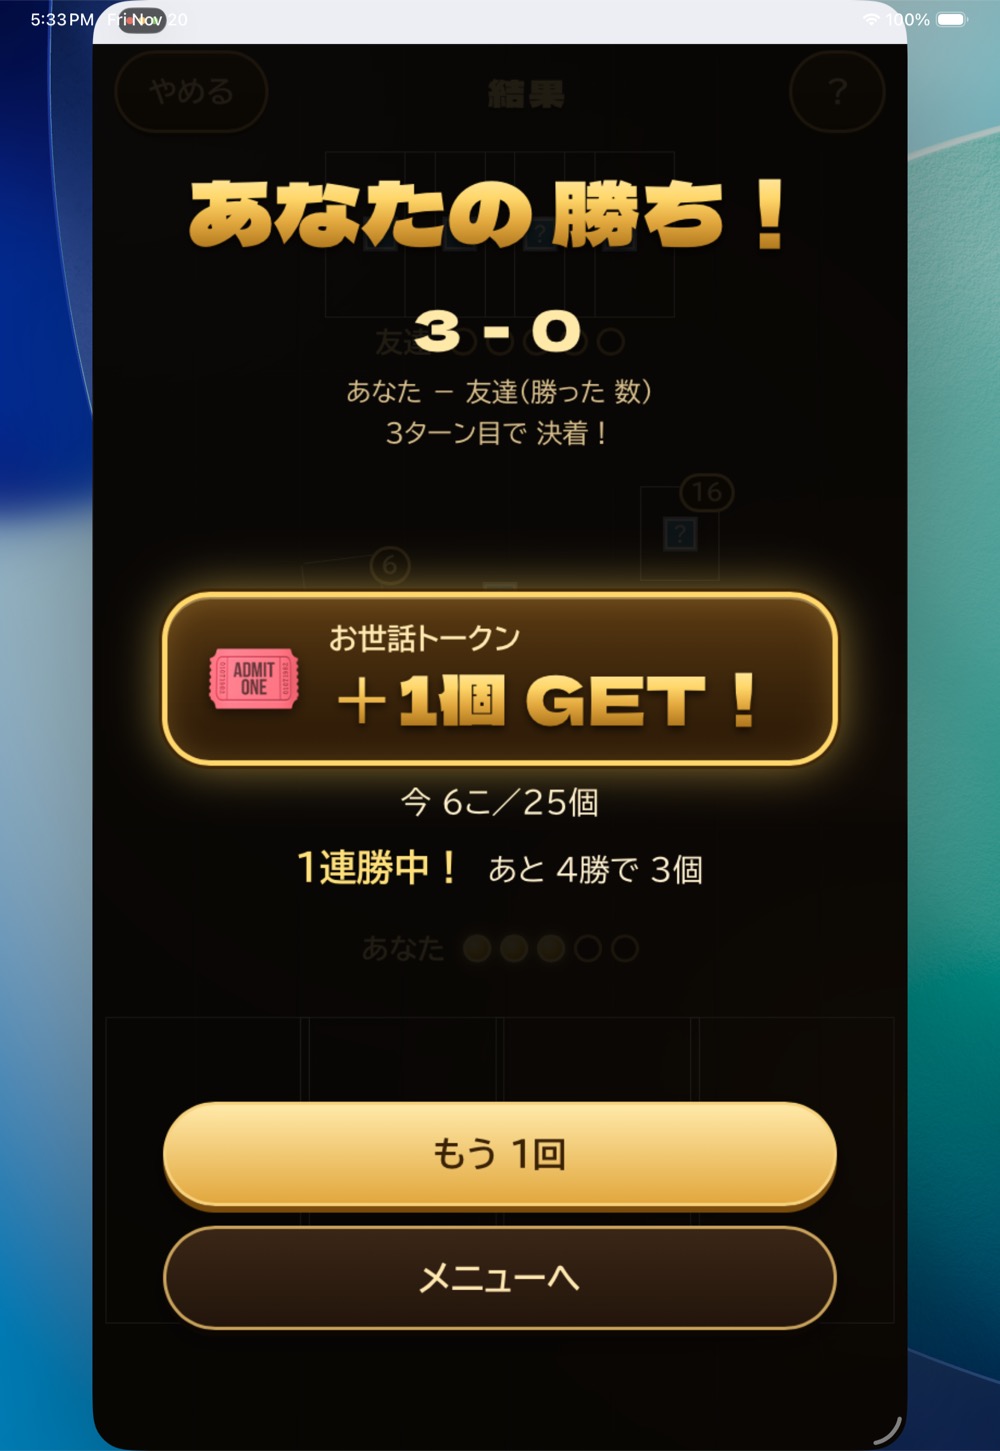 5:33 PM Fri Nov 20
100%
やめる
結果
?
あなたの 勝ち！
?
友達
3 - 0
あなた － 友達(勝った 数)
3ターン目で 決着！
16
?
6
お世話トークン
ADMIT
ONE
＋1個 GET！
今 6こ／25個
1連勝中！ あと 4勝で 3個
あなた
もう 1回
メニューへ